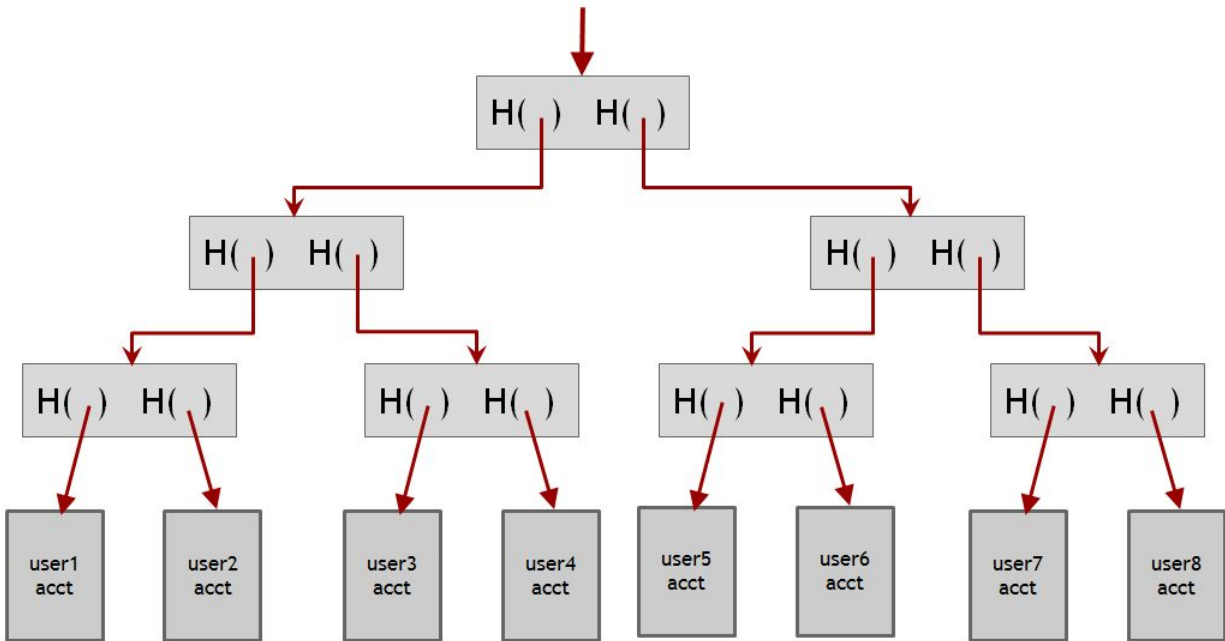 H( ) H( )
H( ) H( )
H( ) H( )
H( ) H( )
H( ) H( )
H( ) H( )
H( ) H( )
user1
acct
user2
acct
user3
acct
user4
acct
user5
acct
user6
acct
user7
acct
user8
acct